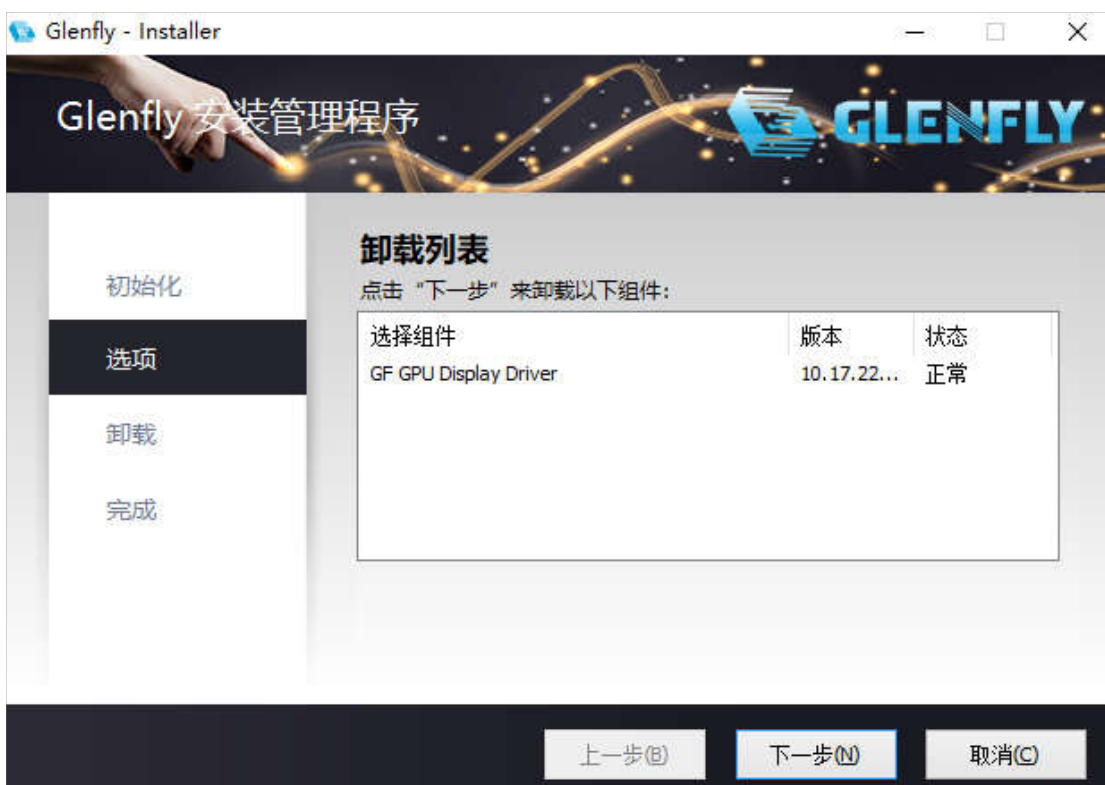 Glenfly - Installer
Glenfly 安装管理程序
GLENFLY
初始化
选项
卸载
完成
卸载列表
点击“下一步”来卸载以下组件:
选择组件 版本 状态
GF GPU Display Driver 10.17.22... 正常
上一步(B) 下一步(N) 取消(C)